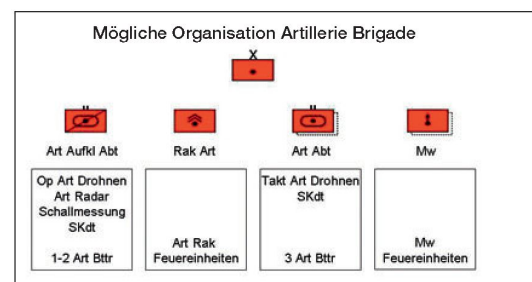 Mögliche Organisation Artillerie Brigade
X
Art Aufkl Abt
Rak Art
Art Abt
Mw
Op Art Drohnen
Art Radar
Schallmessung
SKdt
1-2 Art Bttr
Art Rak
Feuereinheiten
Takt Art Drohnen
SKdt
3 Art Bttr
Mw
Feuereinheiten